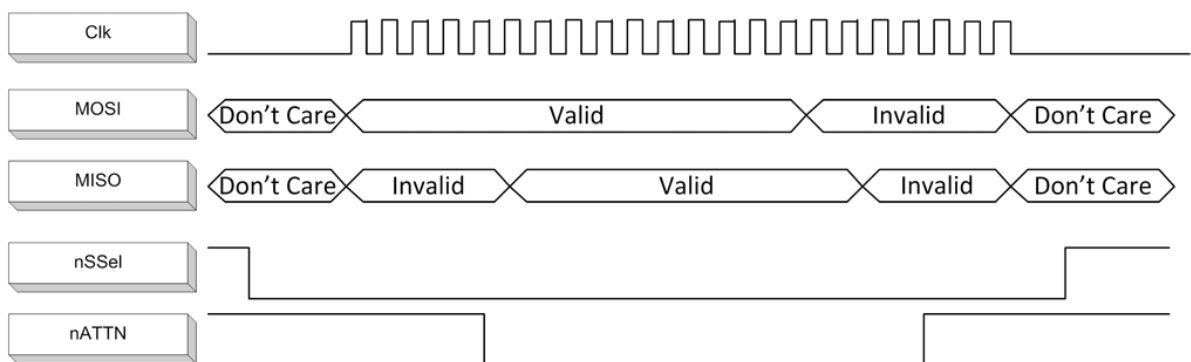 Clk
MOSI
Don't Care Valid Invalid Don't Care
MISO
Don't Care Invalid Valid Invalid Don't Care
nSSel
nATTN